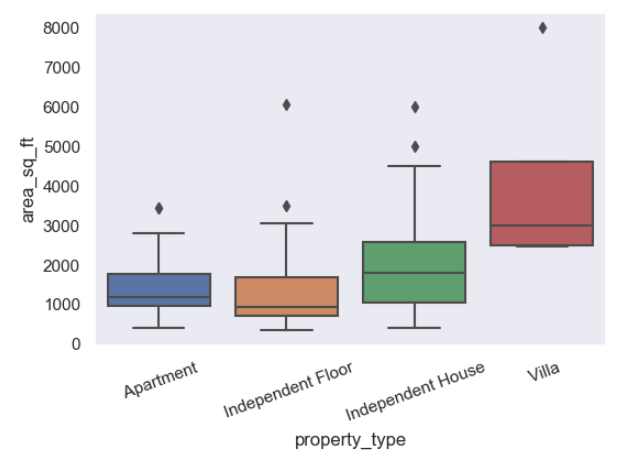 8000
7000
6000
5000
4000
3000
2000
1000
0
area_sq_ft
Apartment
Independent Floor
Independent House
Villa
property_type